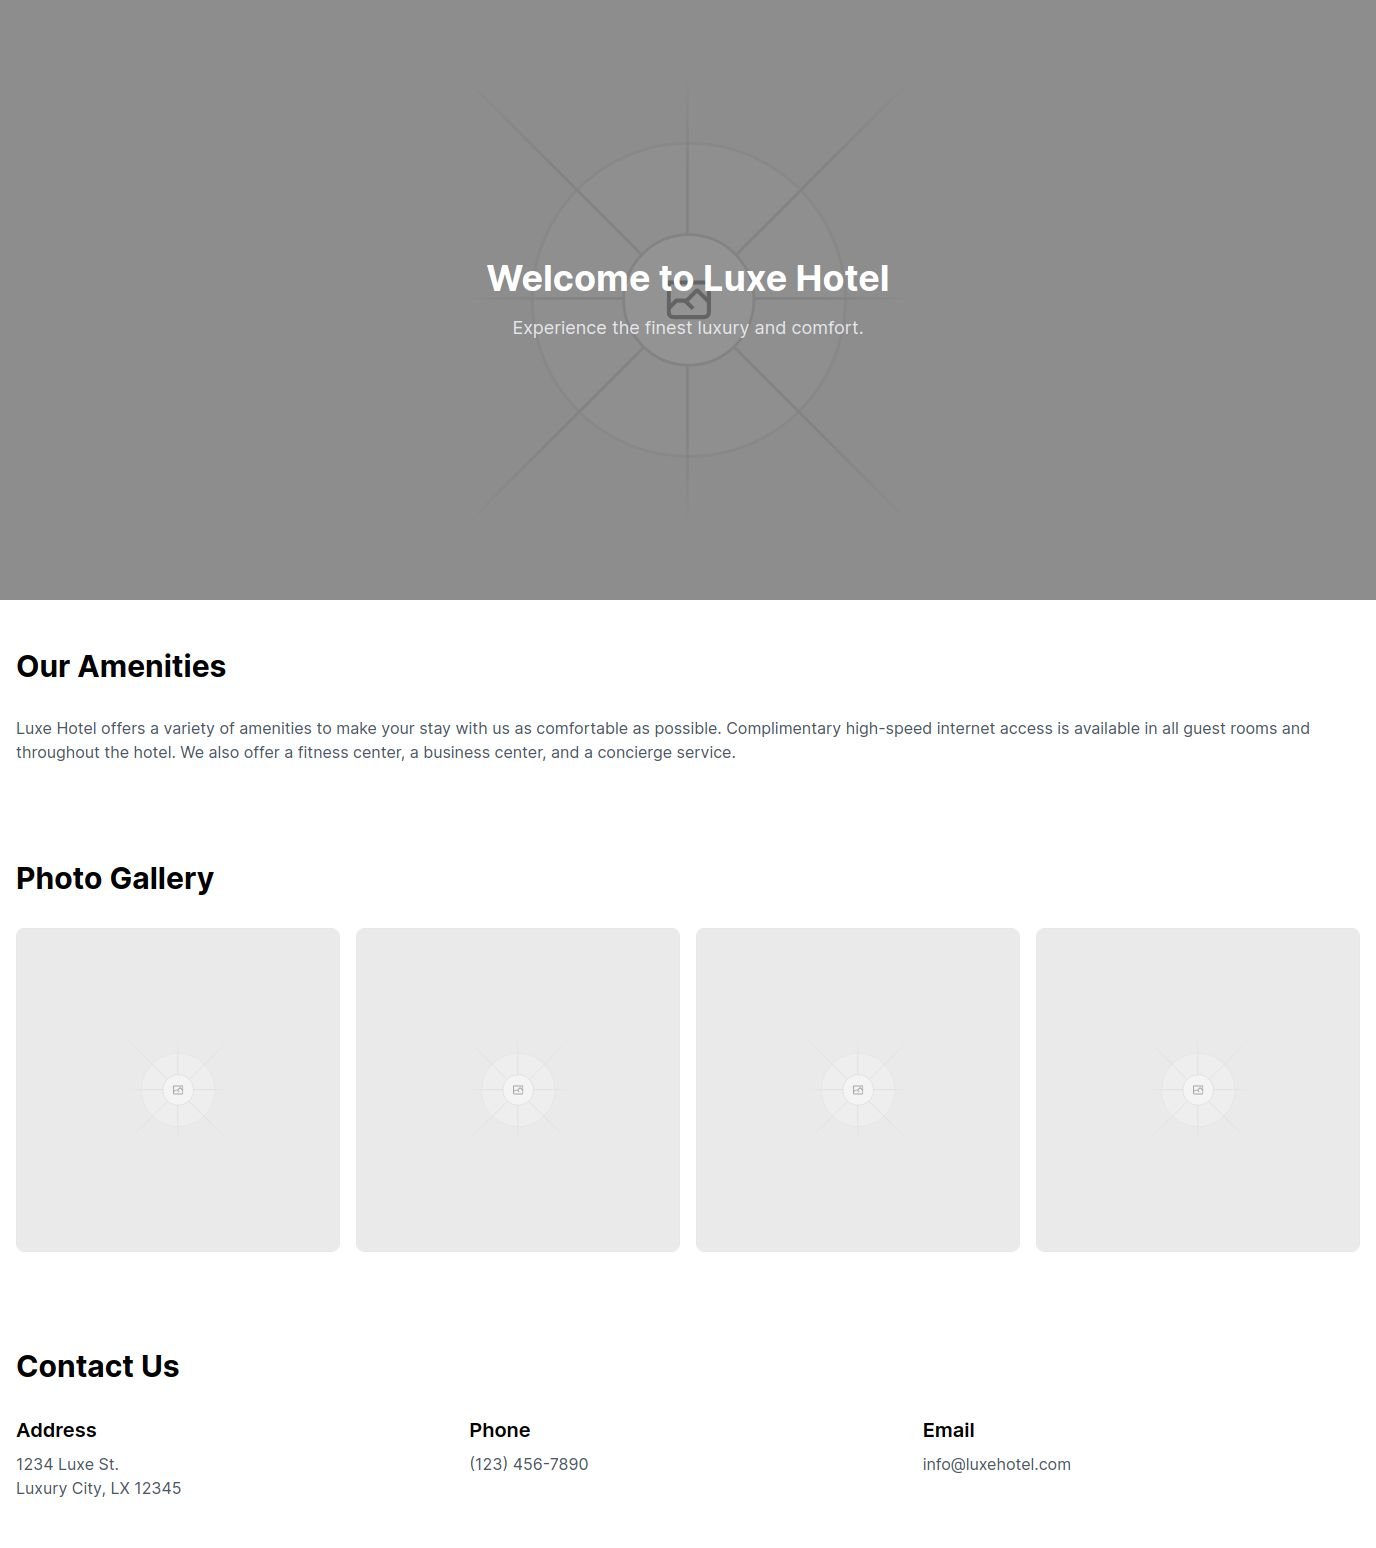 Welcome to Luxe Hotel
Experience the finest luxury and comfort.
Our Amenities
Luxe Hotel offers a variety of amenities to make your stay with us as comfortable as possible. Complimentary high-speed internet access is available in all guest rooms and
throughout the hotel. We also offer a fitness center, a business center, and a concierge service.
Photo Gallery
Contact Us
Address
1234 Luxe St.
Luxury City, LX 12345
Phone
(123) 456-7890
Email
info@luxehotel.com